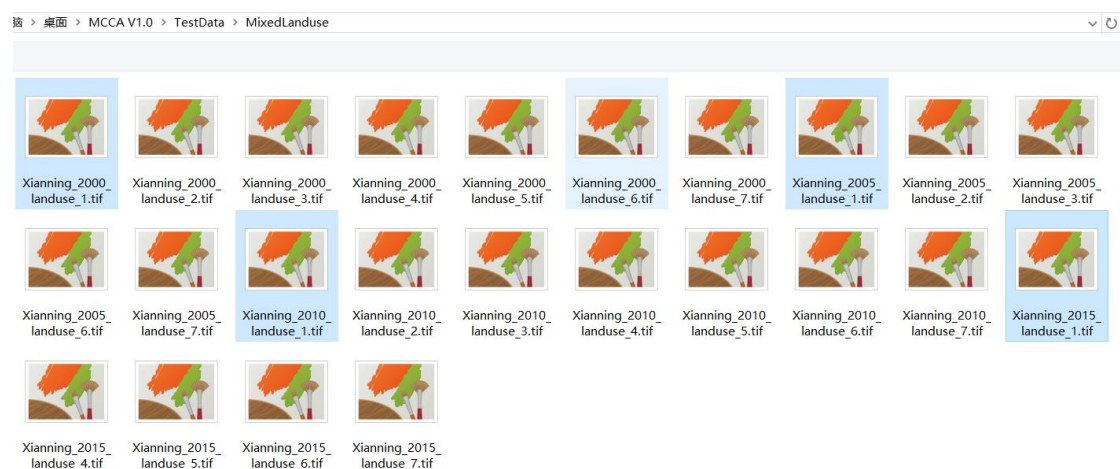 脑 > 桌面 > MCCA V1.0 > TestData > MixedLanduse
Xianning_2000_ Xianning_2000_ Xianning_2000_ Xianning_2000_ Xianning_2000_ Xianning_2000_ Xianning_2000_ Xianning_2005_ Xianning_2005_ Xianning_2005_
landuse_1.tif landuse_2.tif landuse_3.tif landuse_4.tif landuse_5.tif landuse_6.tif landuse_7.tif landuse_1.tif landuse_2.tif landuse_3.tif
Xianning_2005_ Xianning_2005_ Xianning_2010_ Xianning_2010_ Xianning_2010_ Xianning_2010_ Xianning_2010_ Xianning_2010_ Xianning_2010_ Xianning_2015_
landuse_6.tif landuse_7.tif landuse_1.tif landuse_2.tif landuse_3.tif landuse_4.tif landuse_5.tif landuse_6.tif landuse_7.tif landuse_1.tif
Xianning_2015_ Xianning_2015_ Xianning_2015_ Xianning_2015_
landuse_4.tif landuse_5.tif landuse_6.tif landuse_7.tif